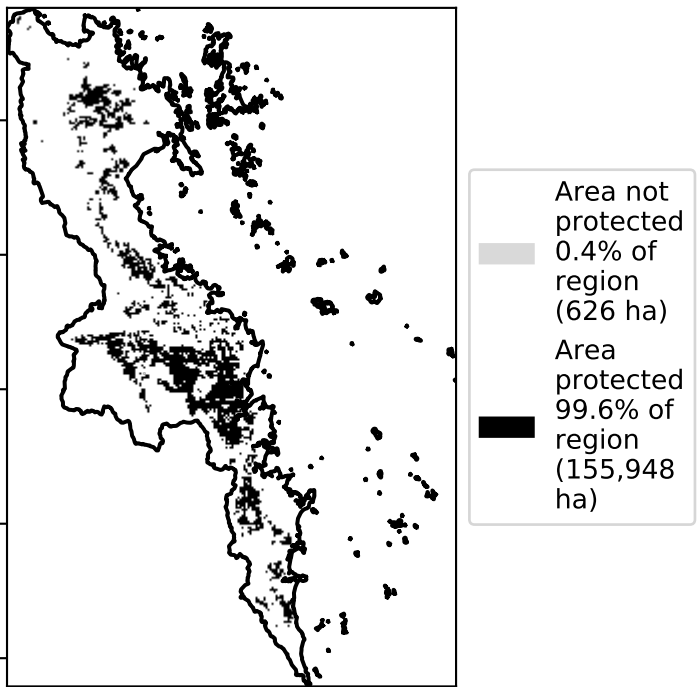 Area not
protected
0.4% of
region
(626 ha)
Area
protected
99.6% of
region
(155,948
ha)